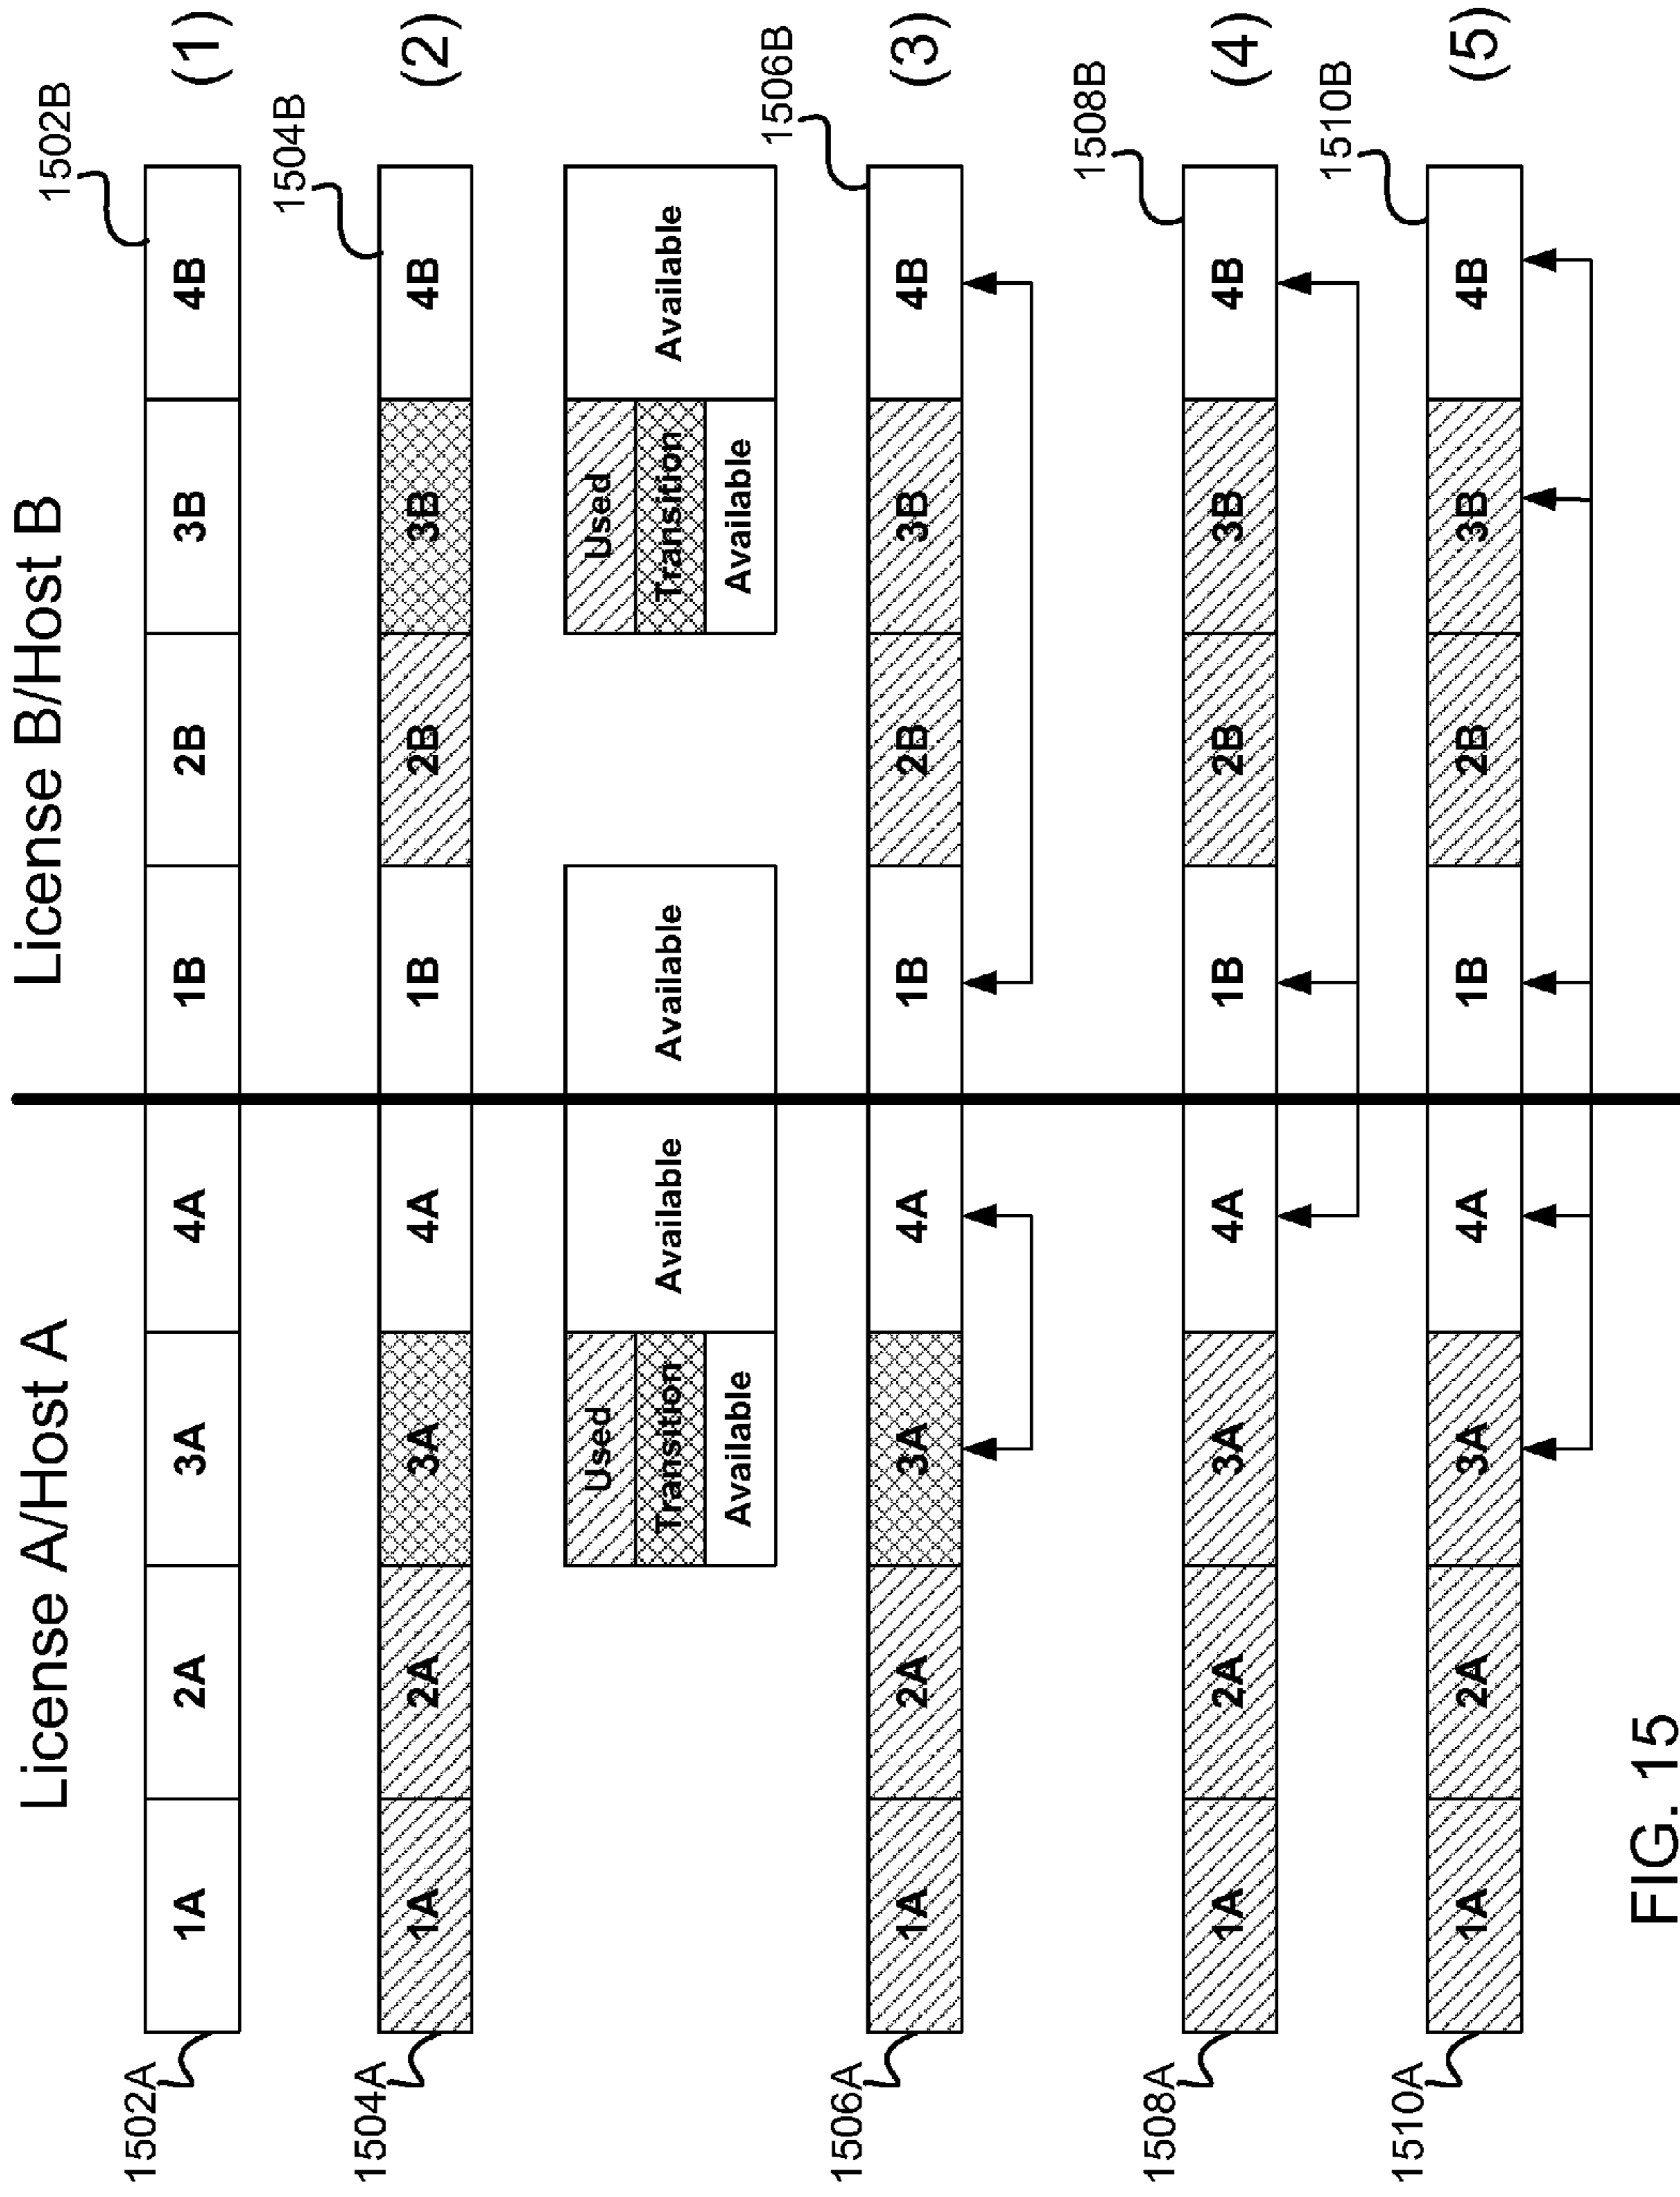 License A/Host A
License B/Host B
1502A
1A
2A
3A
4A
1B
2B
3B
4B
1502B
(1)
1504A
1A
2A
3A
4A
1B
2B
3B
4B
1504B
(2)
Used
Transition
Available
Available
Available
Used
Transition
Available
Available
1506A
1A
2A
3A
4A
1B
2B
3B
4B
1506B
(3)
1508A
1A
2A
3A
4A
1B
2B
3B
4B
1508B
(4)
1510A
1A
2A
3A
4A
1B
2B
3B
4B
1510B
(5)
FIG. 15